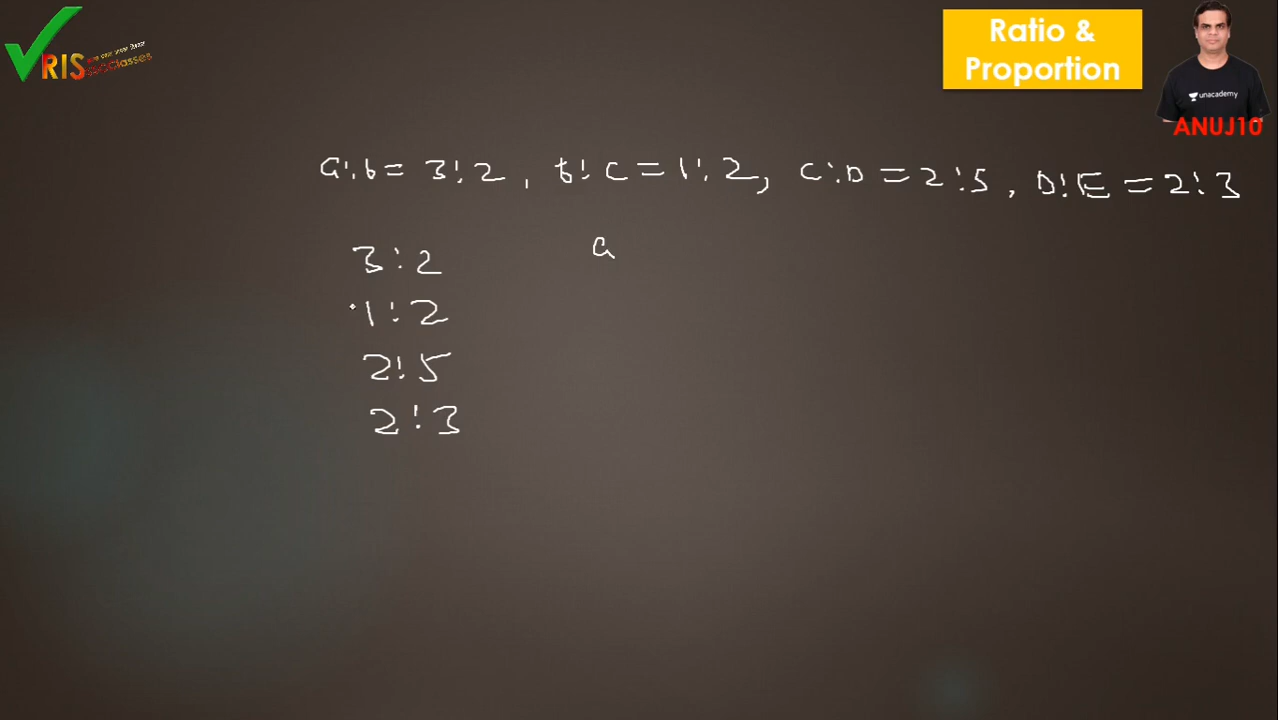 RIS
classes
Ratio &
Proportion
unacademy
ANUJ10
a:b = 3:2, b:C = 1:2, C:D = 2:5, D:E = 2:3
3:2
a
1:2
2:5
2:3